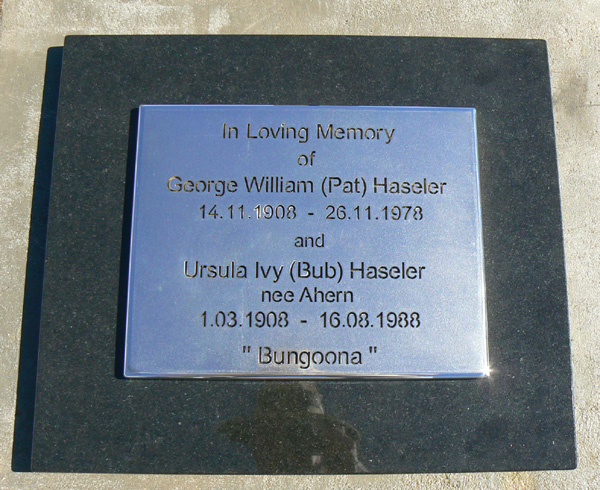 In Loving Memory
of
George William (Pat) Haseler
14.11.1908 - 26.11.1978
and
Ursula Ivy (Bub) Haseler
nee Ahern
1.03.1908 - 16.08.1988
" Bungoona "